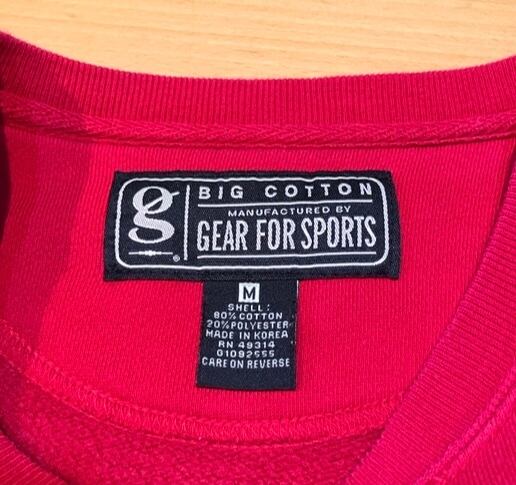 g
BIG COTTON
MANUFACTURED BY
GEAR FOR SPORTS
®
M
SHELL:
80% COTTON
20% POLYESTER
MADE IN KOREA
RN 49314
01092555
CARE ON REVERSE